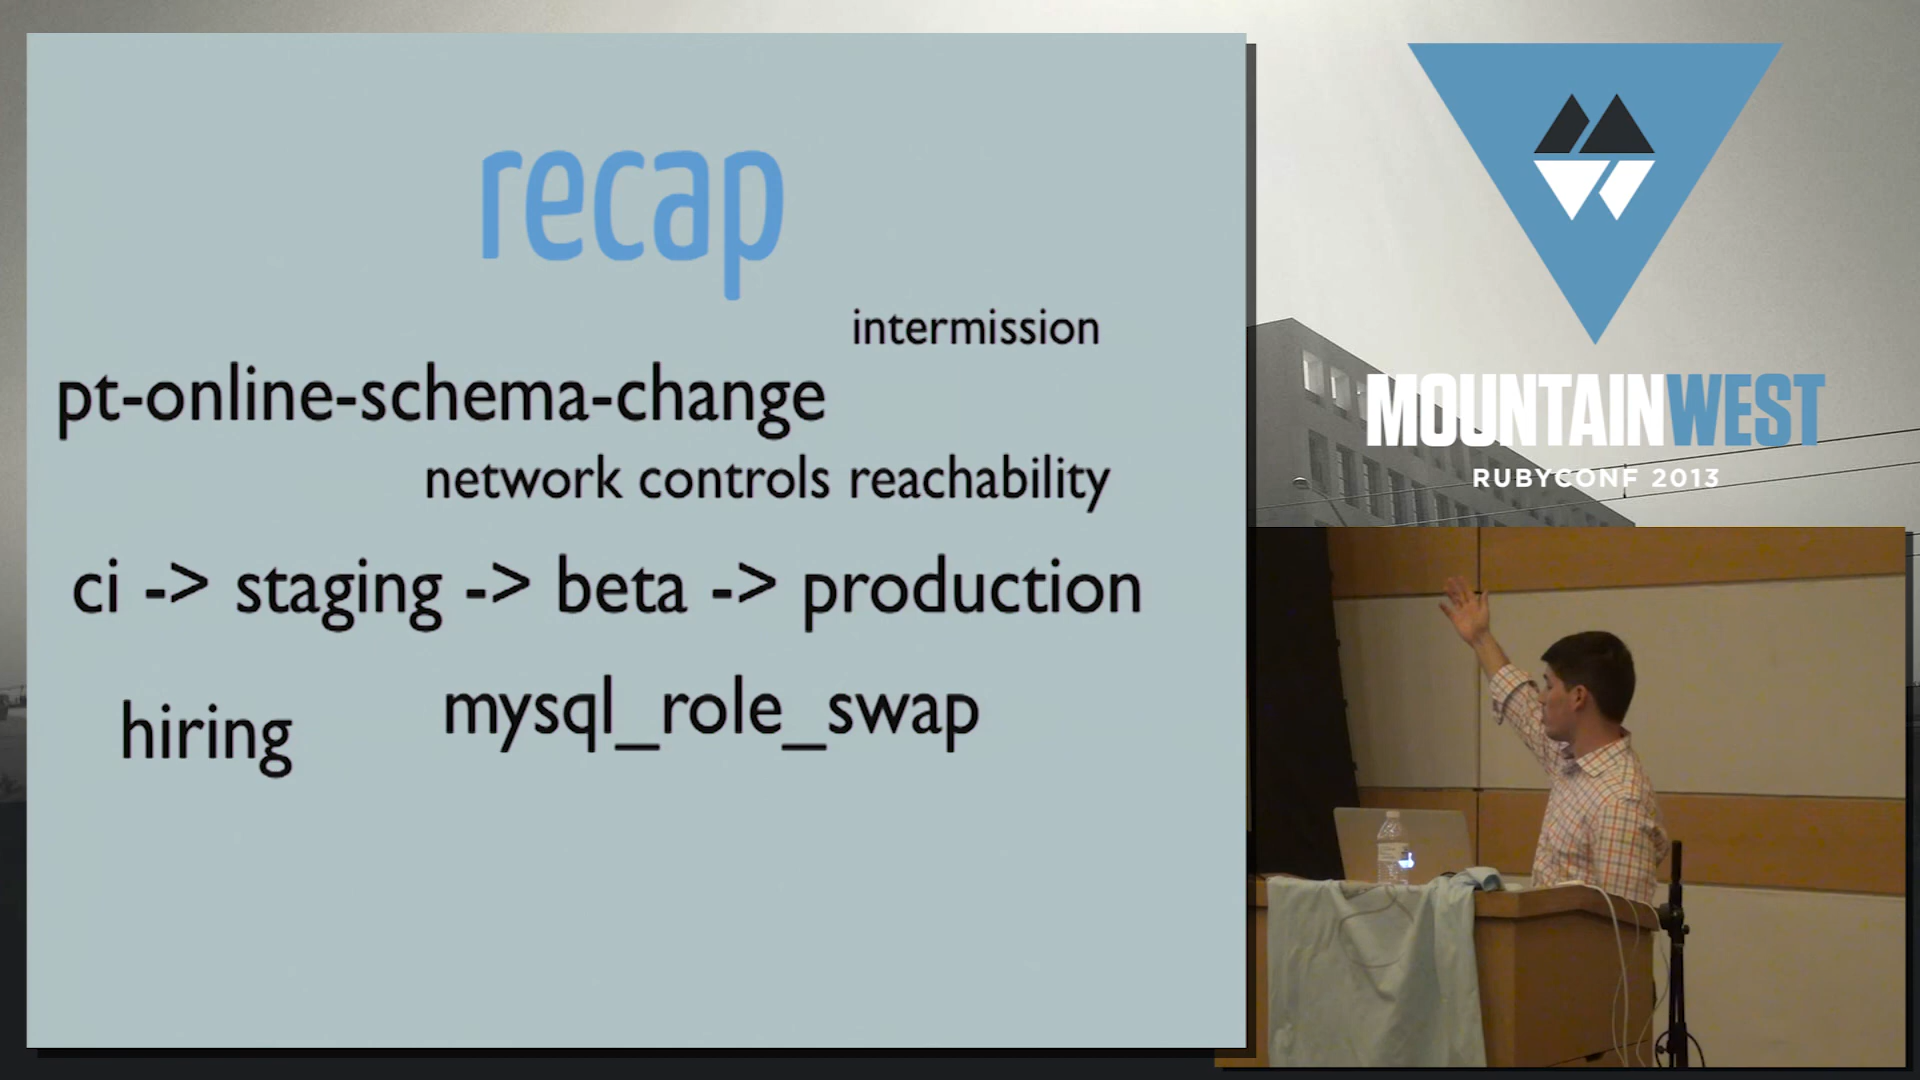 recap
intermission
pt-online-schema-change
network controls reachability
ci -> staging -> beta -> production
hiring
mysql_role_swap
MOUNTAINWEST
RUBYCONF 2013